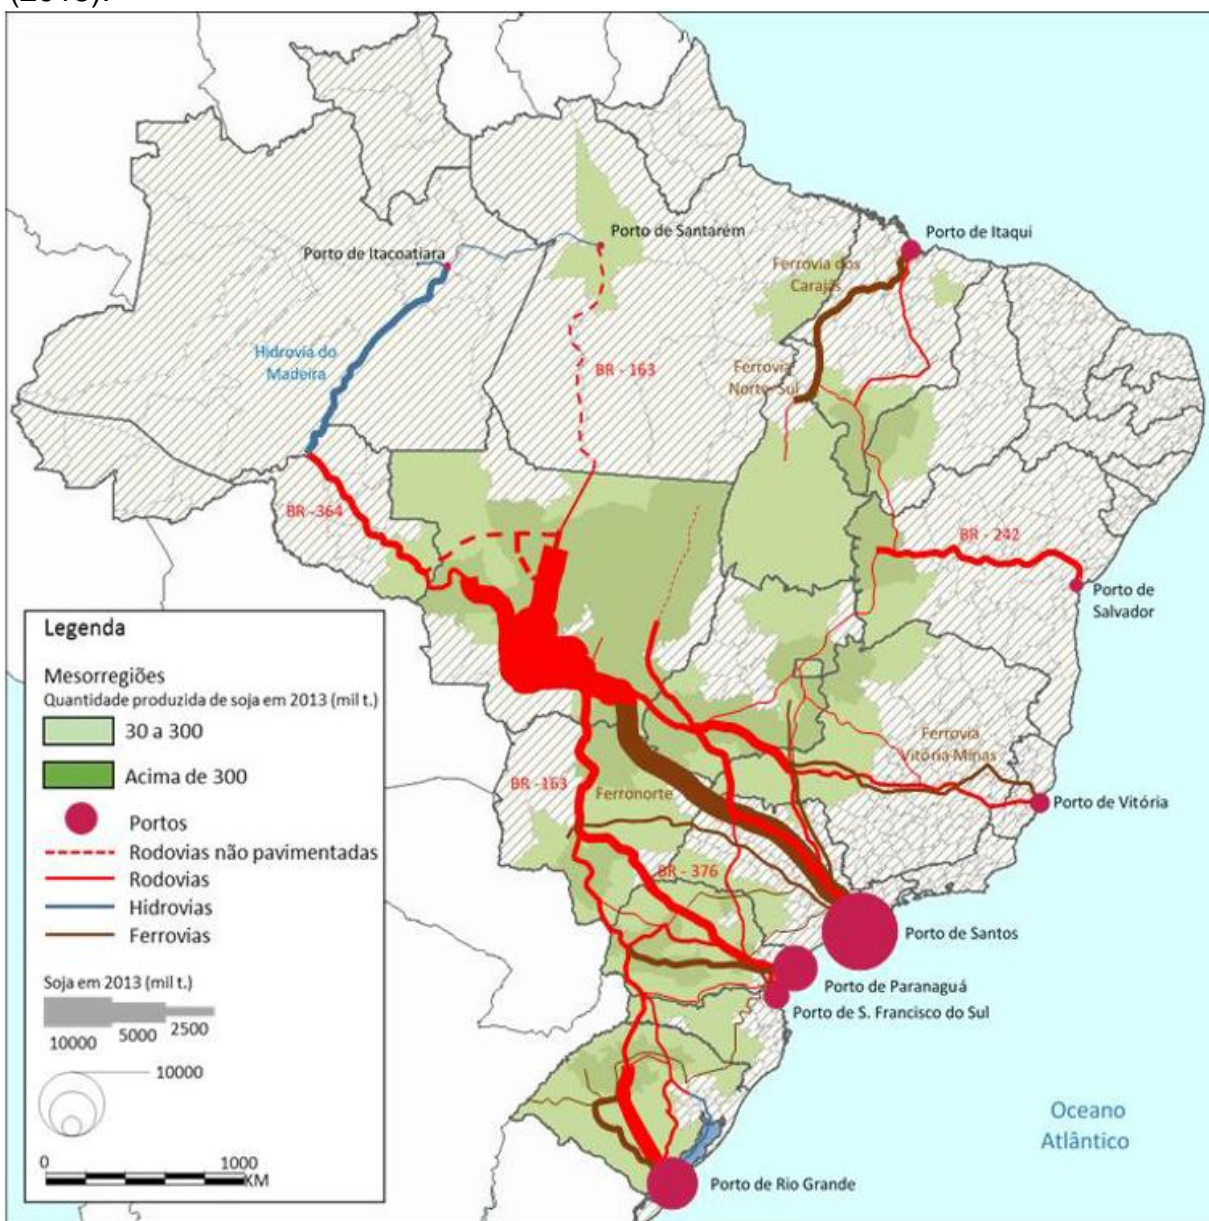 (2015).
Porto de Itacoatiara
Porto de Santarém
Porto de Itaqui
Ferrovia dos
Carajás
Hidrovia do
Madeira
BR - 163
Ferrovia
Norte-Sul
BR -364
BR - 242
Porto de
Salvador
Ferrovia
Vitória-Minas
Porto de Vitória
BR - 163
Ferronorte
BR - 376
Porto de Santos
Porto de Paranaguá
Porto de S. Francisco do Sul
Porto de Rio Grande
Oceano
Atlântico
Legenda
Mesorregiões
Quantidade produzida de soja em 2013 (mil t.)
30 a 300
Acima de 300
Portos
Rodovias não pavimentadas
Rodovias
Hidrovias
Ferrovias
Soja em 2013 (mil t.)
10000 5000 2500
10000
0 1000
KM